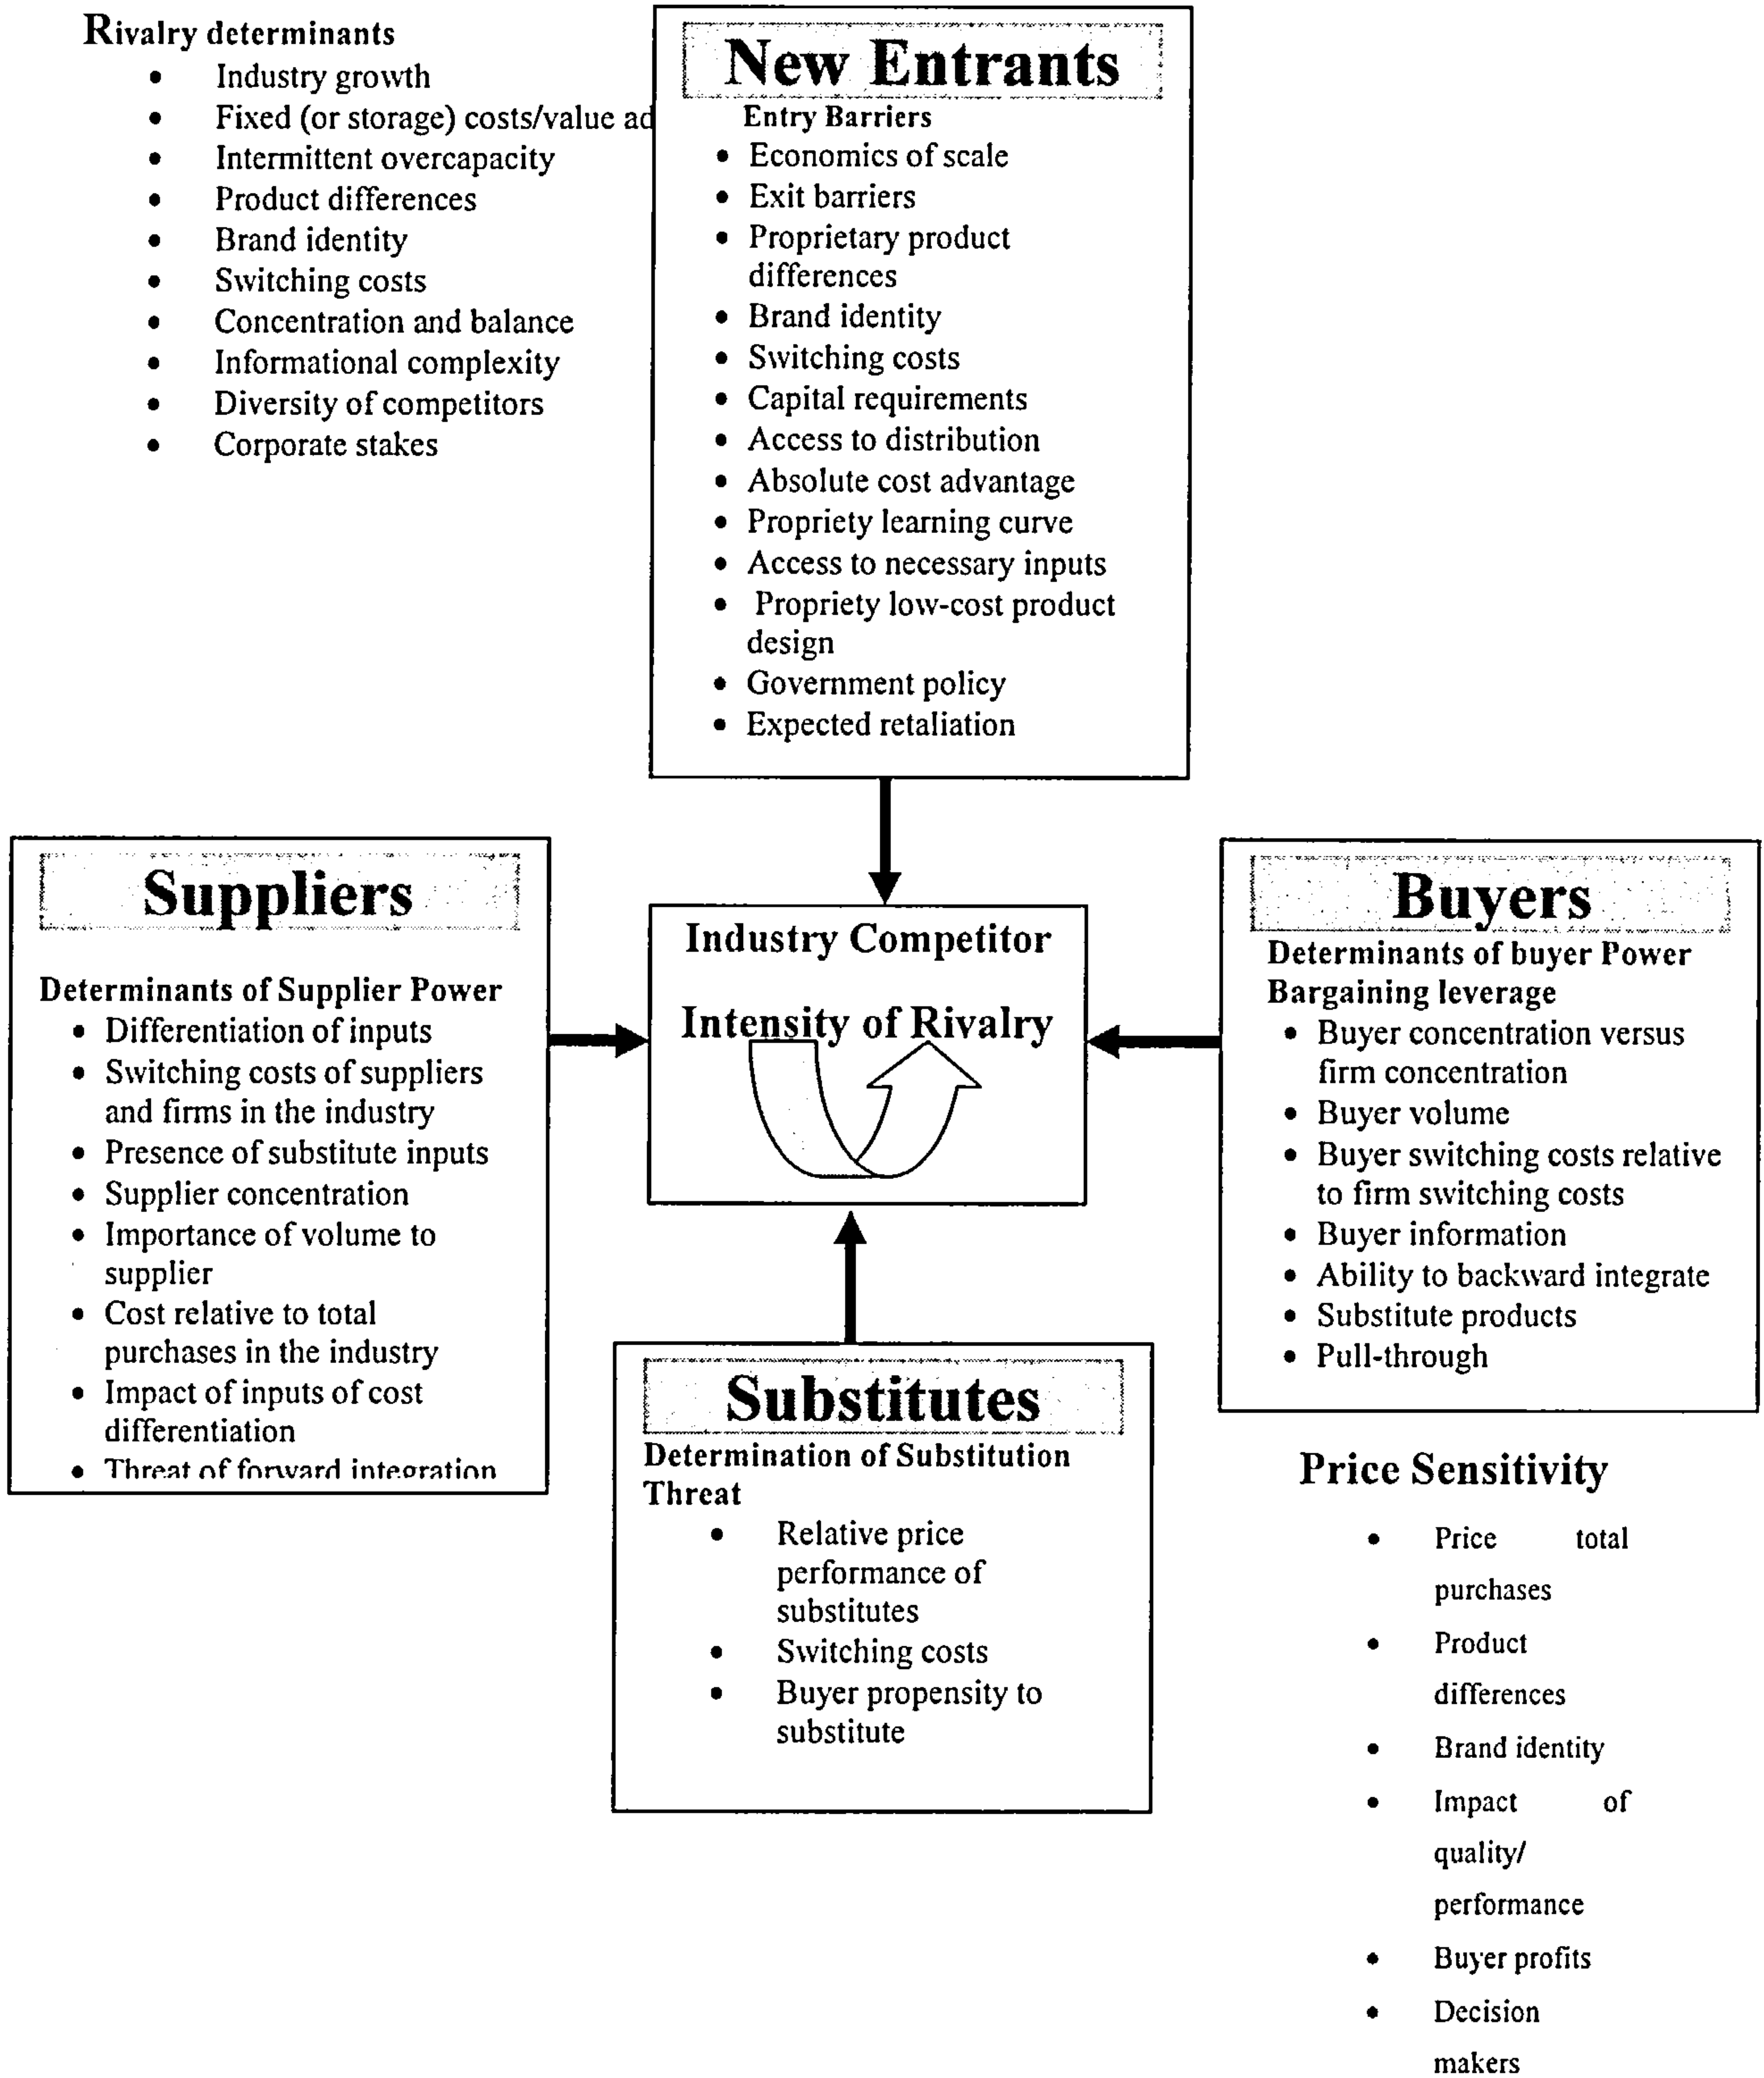 Rivalry determinants
• Industry growth
• Fixed (or storage) costs/value ad
• Intermittent overcapacity
• Product differences
• Brand identity
• Switching costs
• Concentration and balance
• Informational complexity
• Diversity of competitors
• Corporate stakes
New Entrants
Entry Barriers
• Economics of scale
• Exit barriers
• Proprietary product
differences
• Brand identity
• Switching costs
• Capital requirements
• Access to distribution
• Absolute cost advantage
• Propriety learning curve
• Access to necessary inputs
• Propriety low-cost product
design
• Government policy
• Expected retaliation
Suppliers
Determinants of Supplier Power
• Differentiation of inputs
• Switching costs of suppliers
and firms in the industry
• Presence of substitute inputs
• Supplier concentration
• Importance of volume to
supplier
• Cost relative to total
purchases in the industry
• Impact of inputs of cost
differentiation
• Threat of forward integration
Industry Competitor
Intensity of Rivalry
Buyers
Determinants of buyer Power
Bargaining leverage
• Buyer concentration versus
firm concentration
• Buyer volume
• Buyer switching costs relative
to firm switching costs
• Buyer information
• Ability to backward integrate
• Substitute products
• Pull-through
Substitutes
Determination of Substitution
Threat
• Relative price
performance of
substitutes
• Switching costs
• Buyer propensity to
substitute
Price Sensitivity
• Price total
purchases
• Product
differences
• Brand identity
• Impact of
quality/
performance
• Buyer profits
• Decision
makers